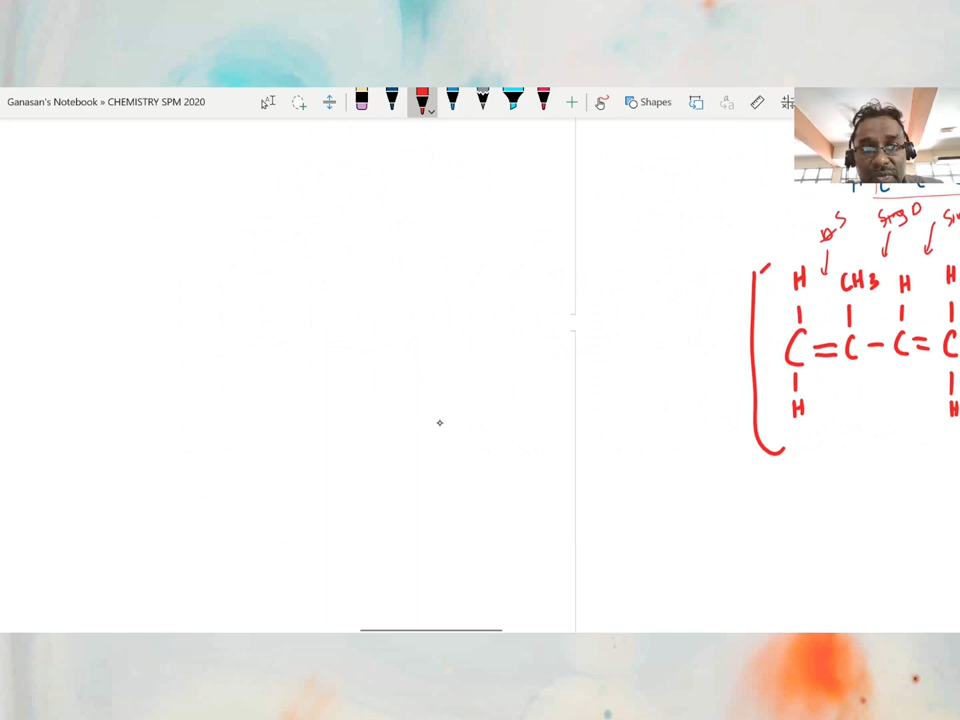 Ganasan's Notebook » CHEMISTRY SPM 2020
Shapes
S
D
H CH3 H H
C=C-C=C
H H